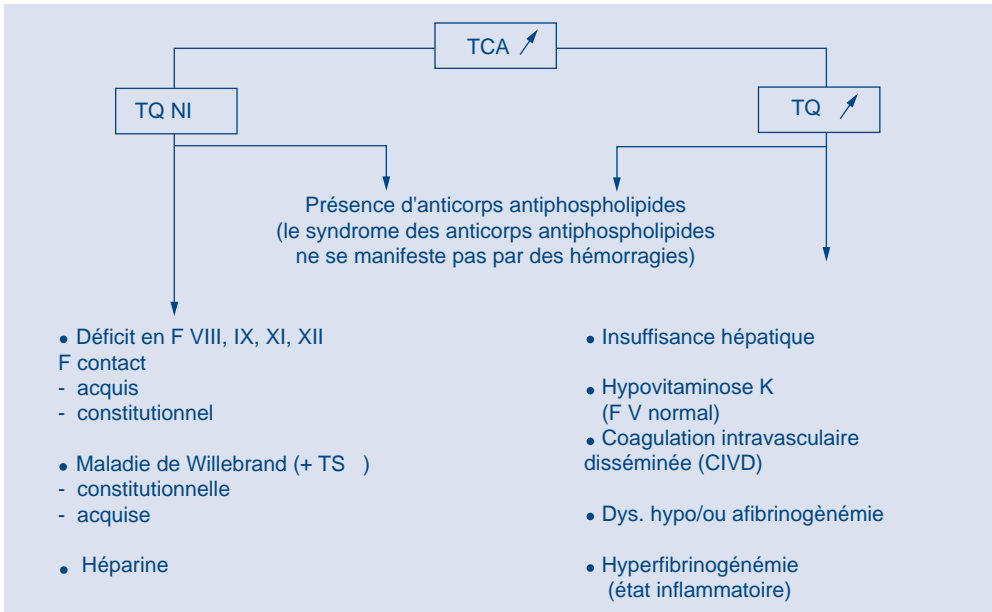 TCA ↗
TQ Nl
TQ ↗
Présence d'anticorps antiphospholipides
(le syndrome des anticorps antiphospholipides
ne se manifeste pas par des hémorragies)
• Déficit en F VIII, IX, XI, XII
F contact
- acquis
- constitutionnel
• Maladie de Willebrand (+ TS )
- constitutionnelle
- acquise
• Héparine
• Insuffisance hépatique
• Hypovitaminose K
(F V normal)
• Coagulation intravasculaire
disséminée (CIVD)
• Dys. hypo/ou afibrinogènémie
• Hyperfibrinogénémie
(état inflammatoire)